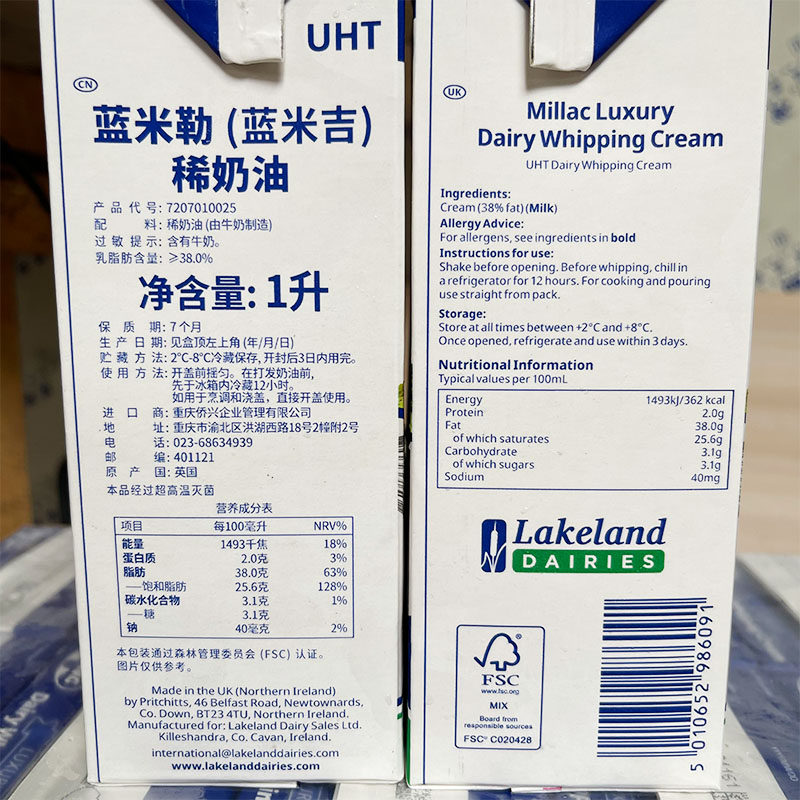 UHT
CN
蓝米勒 (蓝米吉)
稀奶油
产品代号: 7207010025
配料: 稀奶油 (由牛奶制造)
过敏提示: 含有牛奶。
乳脂肪含量: ≥38.0%
净含量: 1升
保质期: 7个月
生产日期: 见盒顶左上角 (年/月/日)
贮藏方法: 2°C-8°C冷藏保存, 开封后3日内用完。
使用方法: 开盖前摇匀。在打发奶油前,
先于冰箱内冷藏12小时。
如用于烹调和浇盖, 直接开盖使用。
进口商: 重庆侨兴企业管理有限公司
地址: 重庆市渝北区洪湖西路18号2幢附2号
电话: 023-68634939
邮编: 401121
原产国: 英国
本品经过超高温灭菌
营养成分表
项目 每100毫升 NRV%
能量 1493千焦 18%
蛋白质 2.0克 3%
脂肪 38.0克 63%
—饱和脂肪 25.6克 128%
碳水化合物 3.1克 1%
—糖 3.1克
钠 40毫克 2%
本包装通过森林管理委员会 (FSC) 认证。
图片仅供参考。
Made in the UK (Northern Ireland)
by Pritchitts, 46 Belfast Road, Newtownards,
Co. Down, BT23 4TU, Northern Ireland.
Manufactured for: Lakeland Dairy Sales Ltd.
Killeshandra, Co. Cavan, Ireland.
international@lakelanddairies.com
www.lakelanddairies.com
UK
Millac Luxury
Dairy Whipping Cream
UHT Dairy Whipping Cream
Ingredients:
Cream (38% fat) (Milk)
Allergy Advice:
For allergens, see ingredients in bold
Instructions for use:
Shake before opening. Before whipping, chill in
a refrigerator for 12 hours. For cooking and pouring
use straight from pack.
Storage:
Store at all times between +2°C and +8°C.
Once opened, refrigerate and use within 3 days.
Nutritional Information
Typical values per 100mL
Energy 1493kJ/362 kcal
Protein 2.0g
Fat 38.0g
of which saturates 25.6g
Carbohydrate 3.1g
of which sugars 3.1g
Sodium 40mg
Lakeland
DAIRIES
FSC
www.fsc.org
MIX
Board from
responsible sources
FSC® C020428
5 010652 986091